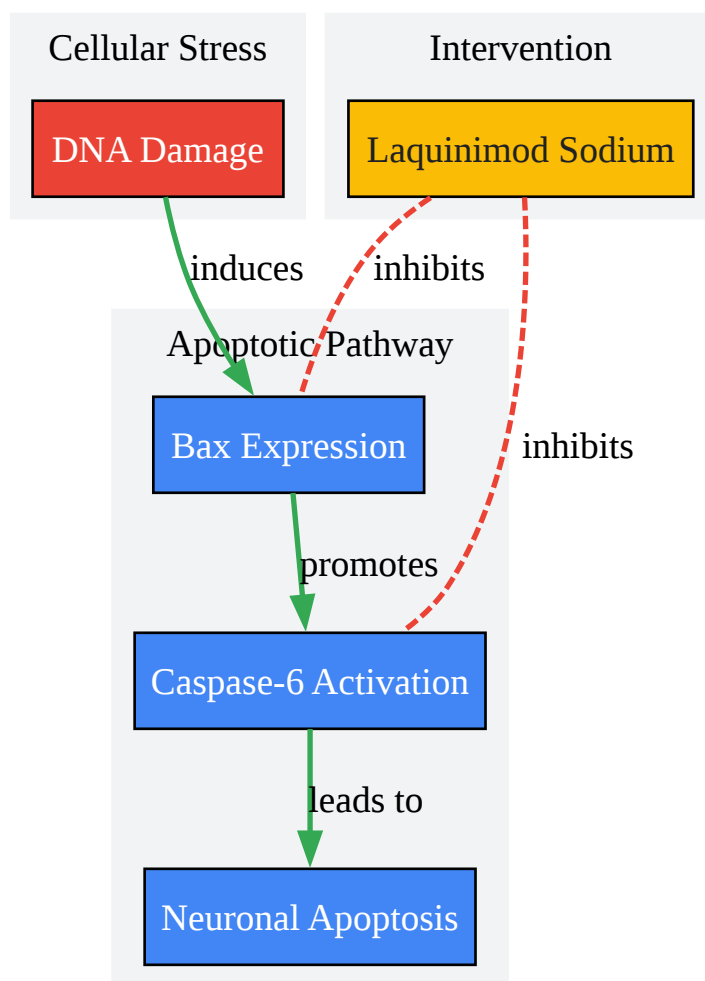 Cellular Stress
Intervention
DNA Damage
Laquinimod Sodium
induces
inhibits
Apoptotic Pathway
Bax Expression
inhibits
promotes
Caspase-6 Activation
leads to
Neuronal Apoptosis